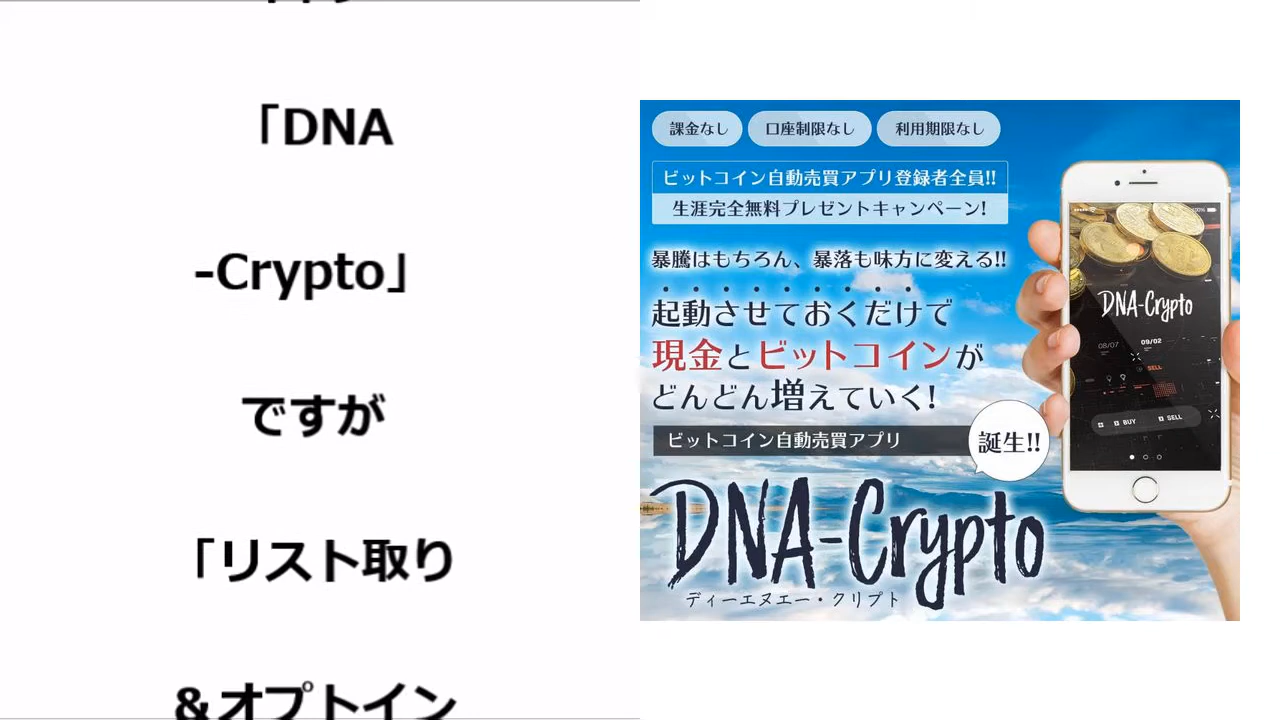 「DNA
-Crypto」
ですが
「リスト取り
&オプトイン
課金なし 口座制限なし 利用期限なし
ビットコイン自動売買アプリ登録者全員!!
生涯完全無料プレゼントキャンペーン!
暴騰はもちろん、暴落も味方に変える!!
起動させておくだけで
現金とビットコインが
どんどん増えていく!
ビットコイン自動売買アプリ
誕生!!
DNA-Crypto
ディーエヌエー・クリプト
DNA-Crypto
08/07 09/02
SELL
BUY SELL